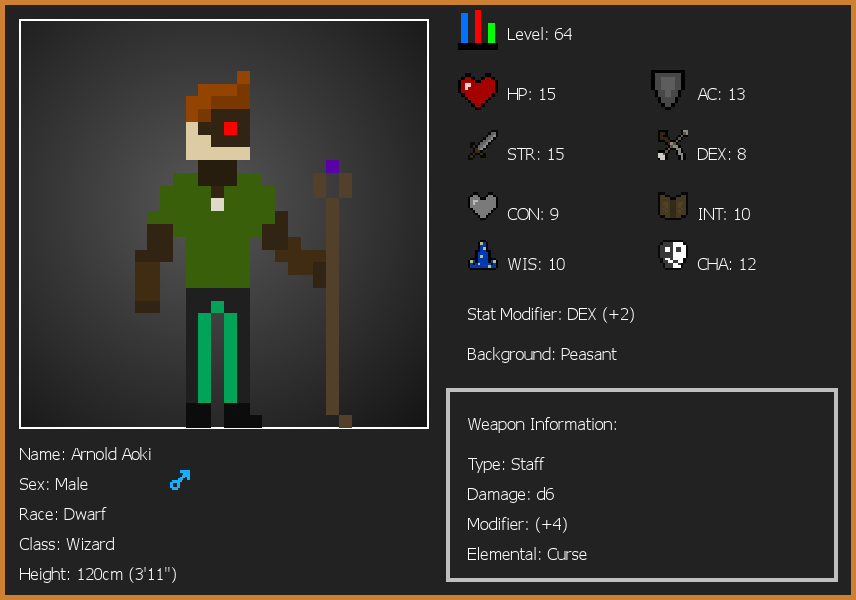 Level: 64
HP: 15
AC: 13
STR: 15
DEX: 8
CON: 9
INT: 10
WIS: 10
CHA: 12
Stat Modifier: DEX (+2)
Background: Peasant
Weapon Information:
Type: Staff
Damage: d6
Modifier: (+4)
Elemental: Curse
Name: Arnold Aoki
Sex: Male
Race: Dwarf
Class: Wizard
Height: 120cm (3'11")